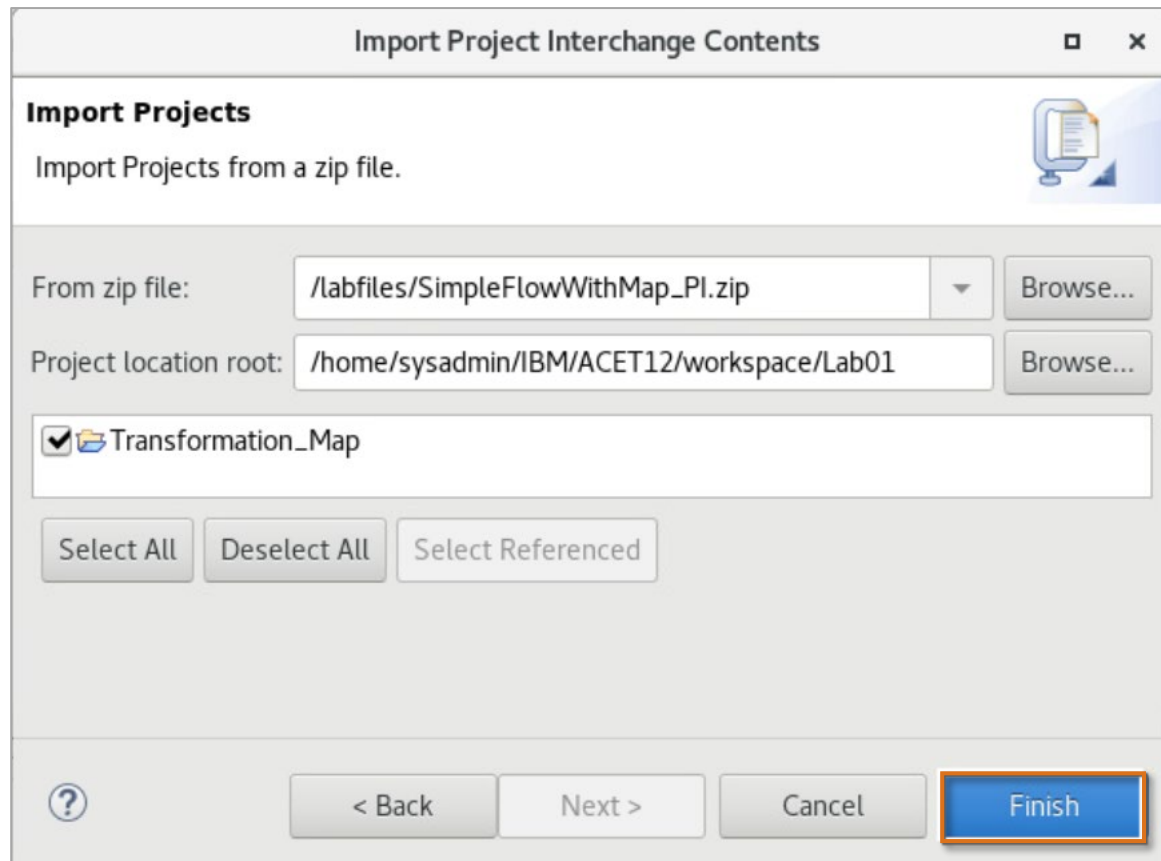 Import Project Interchange Contents
Import Projects
Import Projects from a zip file.
From zip file: /labfiles/SimpleFlowWithMap_PI.zip Browse...
Project location root: /home/sysadmin/IBM/ACET12/workspace/Lab01 Browse...
Transformation_Map
Select All Deselect All Select Referenced
? < Back Next > Cancel Finish